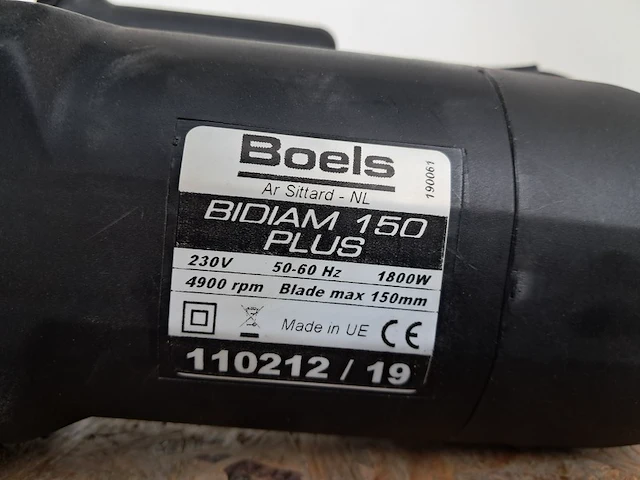 Boels
190061
Ar Sittard - NL
BIDIAM 150
PLUS
230V 50-60 Hz 1800W
4900 rpm Blade max 150mm
Made in UE CE
110212 / 19